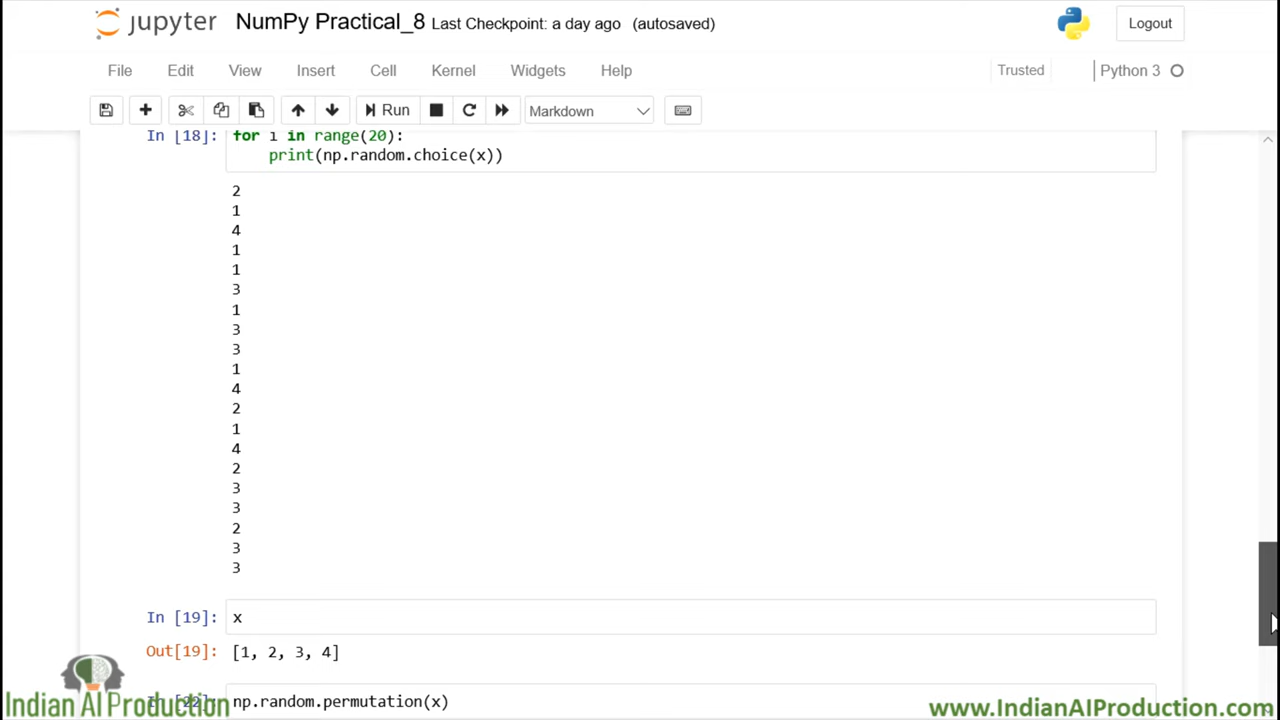 jupyter NumPy Practical_8 Last Checkpoint: a day ago (autosaved) Logout
File Edit View Insert Cell Kernel Widgets Help Trusted Python 3
Run Markdown
In [18]: for i in range(20):
print(np.random.choice(x))
2
1
4
1
1
3
1
3
3
1
4
2
1
4
2
3
3
2
3
3
In [19]: x
Out[19]: [1, 2, 3, 4]
In [22]: np.random.permutation(x)
Indian AI Production www.IndianAIProduction.com